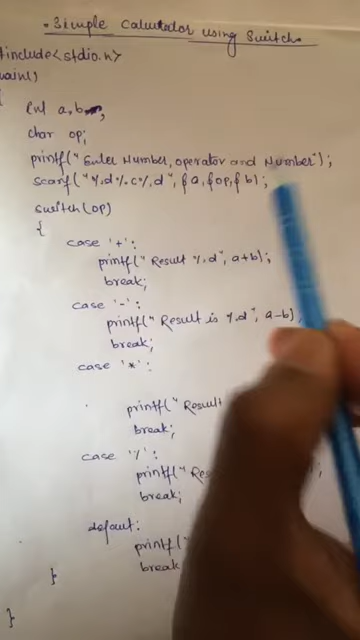 Simple Calculator using Switch
#include<stdio.h>
main()
{
int a,b
char op;
printf("Enter Number, operator and Number");
scanf("%d%c%d", &a,&op,&b);
switch(op)
{
case '+':
printf("Result %d", a+b);
break;
case '-':
printf("Result is %d", a-b),
break;
case '*':
printf("Result
break;
case '/':
printf("Res
break;
default:
printf("
break
}
}